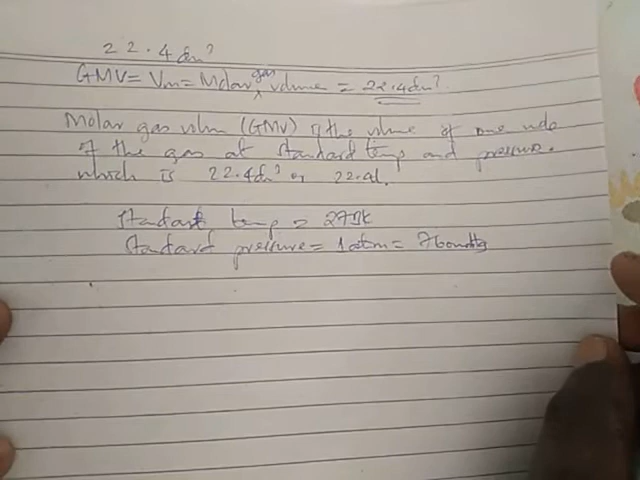 22.4dm³
GMV = Vm = Molar gas volume = 22.4dm³.
Molar gas volm (GMV) is the volume of one mole
of the gas at standard temp and pressure.
which is 22.4dm³ or 22.4L.
standard temp = 273K
Standard pressure = 1atm = 760mmHg